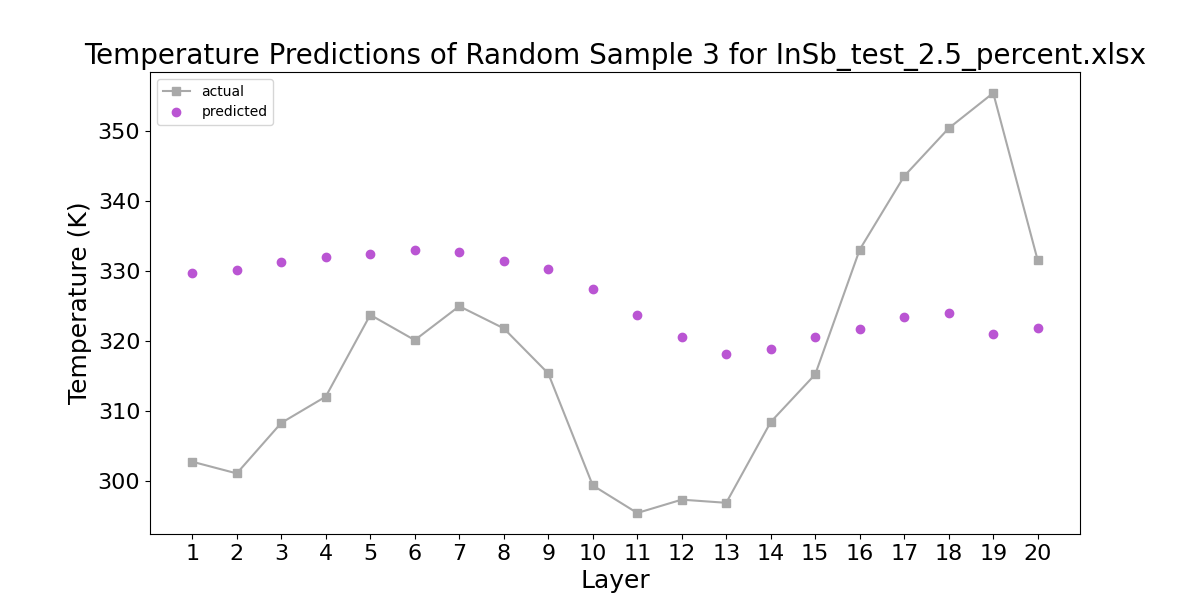 Temperature Predictions of Random Sample 3 for InSb_test_2.5_percent.xlsx
actual
predicted
Temperature (K)
350
340
330
320
310
300
1 2 3 4 5 6 7 8 9 10 11 12 13 14 15 16 17 18 19 20
Layer